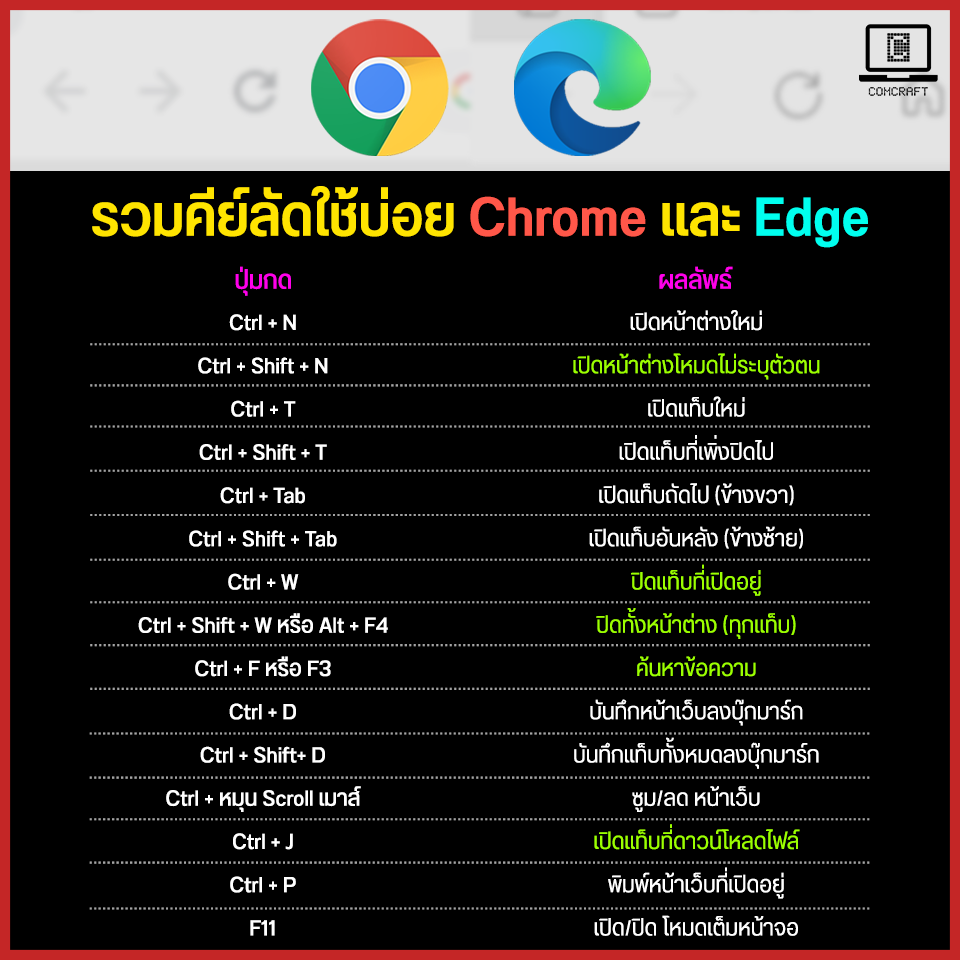 COMCRAFT
รวมคีย์ลัดใช้บ่อย Chrome และ Edge
ปุ่มกด ผลลัพธ์
Ctrl + N เปิดหน้าต่างใหม่
Ctrl + Shift + N เปิดหน้าต่างโหมดไม่ระบุตัวตน
Ctrl + T เปิดแท็บใหม่
Ctrl + Shift + T เปิดแท็บที่เพิ่งปิดไป
Ctrl + Tab เปิดแท็บถัดไป (ข้างขวา)
Ctrl + Shift + Tab เปิดแท็บอันหลัง (ข้างซ้าย)
Ctrl + W ปิดแท็บที่เปิดอยู่
Ctrl + Shift + W หรือ Alt + F4 ปิดทั้งหน้าต่าง (ทุกแท็บ)
Ctrl + F หรือ F3 ค้นหาข้อความ
Ctrl + D บันทึกหน้าเว็บลงบุ๊กมาร์ก
Ctrl + Shift+ D บันทึกแท็บทั้งหมดลงบุ๊กมาร์ก
Ctrl + หมุน Scroll เมาส์ ซูม/ลด หน้าเว็บ
Ctrl + J เปิดแท็บที่ดาวน์โหลดไฟล์
Ctrl + P พิมพ์หน้าเว็บที่เปิดอยู่
F11 เปิด/ปิด โหมดเต็มหน้าจอ